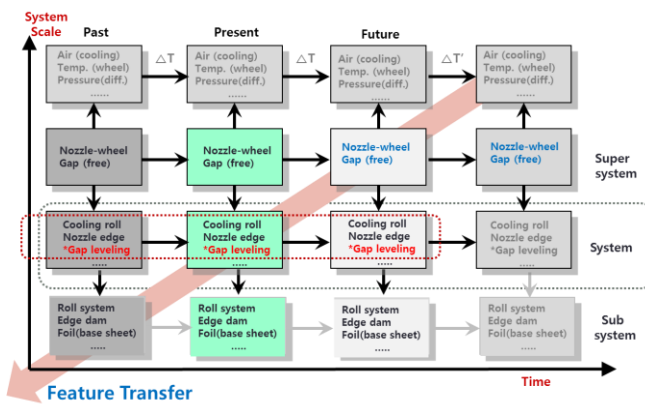 System
Scale
Past
Present
Future
Air (cooling)
Temp. (wheel)
Pressure(diff.)
......
△T
Air (cooling)
Temp. (wheel)
Pressure(diff.)
......
△T
Air (cooling)
Temp. (wheel)
Pressure(diff.)
......
△T’
Air (cooling)
Temp. (wheel)
Pressure(diff.)
......
Nozzle-wheel
Gap (free)
Nozzle-wheel
Gap (free)
Nozzle-wheel
Gap (free)
Nozzle-wheel
Gap (free)
Super
system
Cooling roll
Nozzle edge
*Gap leveling
.....
Cooling roll
Nozzle edge
*Gap leveling
.....
Cooling roll
Nozzle edge
*Gap leveling
.....
Cooling roll
Nozzle edge
*Gap leveling
.....
System
Roll system
Edge dam
Foil(base sheet)
.....
Roll system
Edge dam
Foil(base sheet)
.....
Roll system
Edge dam
Foil(base sheet)
.....
Roll system
Edge dam
Foil(base sheet)
.....
Sub
system
Time
Feature Transfer